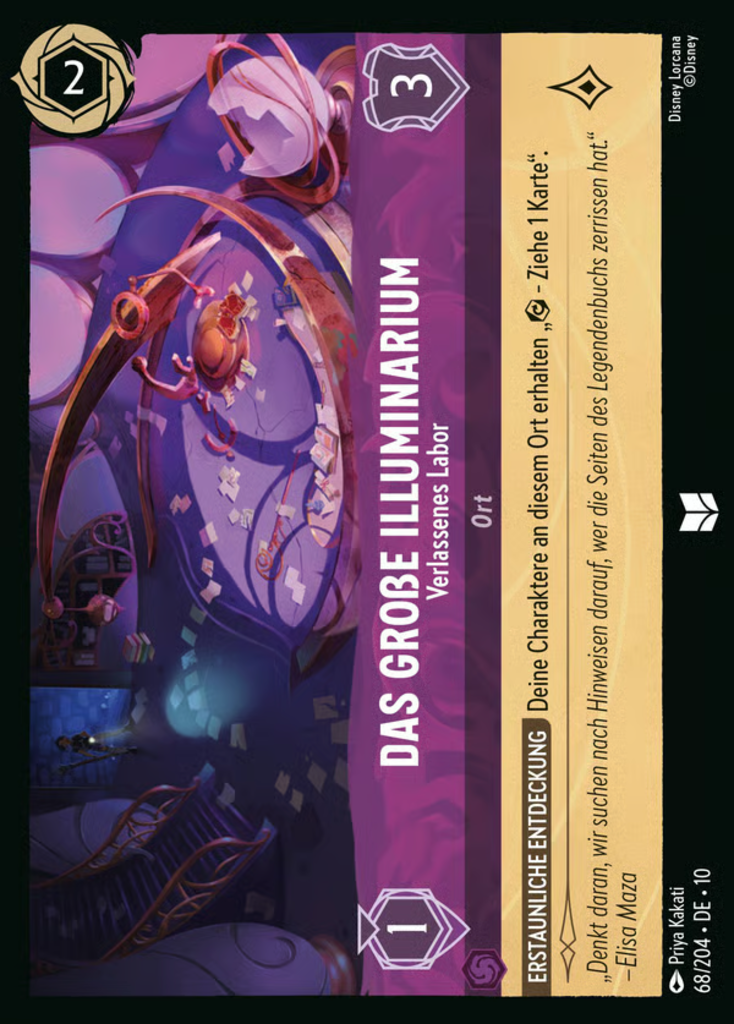 2
3
DAS GROẞE ILLUMINARIUM
Verlassenes Labor
1
Ort
ERSTAUNLICHE ENTDECKUNG Deine Charaktere an diesem Ort erhalten „ - Ziehe 1 Karte“.
„Denkt daran, wir suchen nach Hinweisen darauf, wer die Seiten des Legendenbuchs zerrissen hat.“
–Elisa Maza
Priya Kakati
68/204 • DE • 10
Disney Lorcana
©Disney